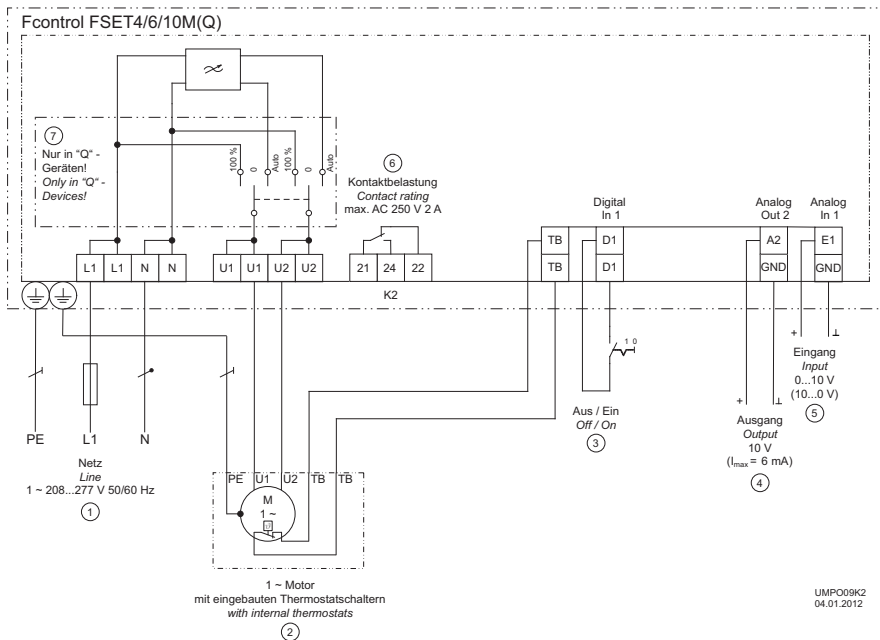 Fcontrol FSET4/6/10M(Q)
7
Nur in "Q" -
Geräten!
Only in "Q" -
Devices!
100 %
0
Auto
100 %
0
Auto
6
Kontaktbelastung
Contact rating
max. AC 250 V 2 A
Digital
In 1
Analog
Out 2
Analog
In 1
L1 L1 N N
U1 U1 U2 U2
21 24 22
K2
TB D1
TB D1
A2 E1
GND GND
1 0
Aus / Ein
Off / On
3
+ ⊥
Eingang
Input
0...10 V
(10...0 V)
5
+ ⊥
Ausgang
Output
10 V
(Imax = 6 mA)
4
PE L1 N
Netz
Line
1 ~ 208...277 V 50/60 Hz
1
PE U1 U2 TB TB
M
1 ~
1 ~ Motor
mit eingebauten Thermostatschaltern
with internal thermostats
2
UMPO09K2
04.01.2012